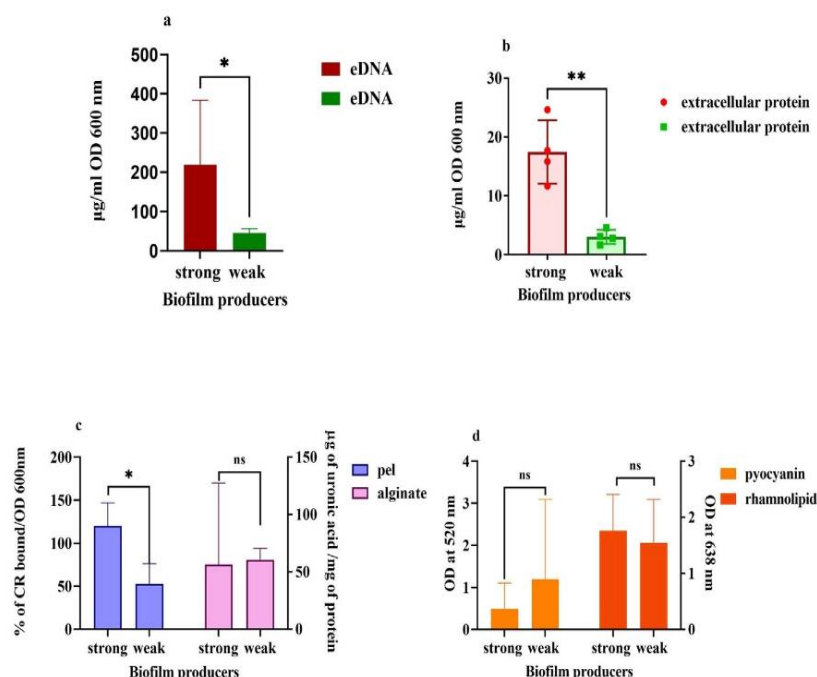 a
500
400
300
200
100
0
µg/ml OD 600 nm
*
strong weak
Biofilm producers
eDNA
eDNA
b
30
20
10
0
µg/ml OD 600 nm
**
strong weak
Biofilm producers
extracellular protein
extracellular protein
c
200
150
100
50
0
% of CR bound/OD 600nm
*
ns
150
100
50
0
µg of uronic acid /mg of protein
strong weak
strong weak
Biofilm producers
pel
alginate
d
4
3
2
1
0
OD at 520 nm
ns
ns
3
2
1
0
OD at 638 nm
strong weak
strong weak
Biofilm producers
pyocyanin
rhamnolipid